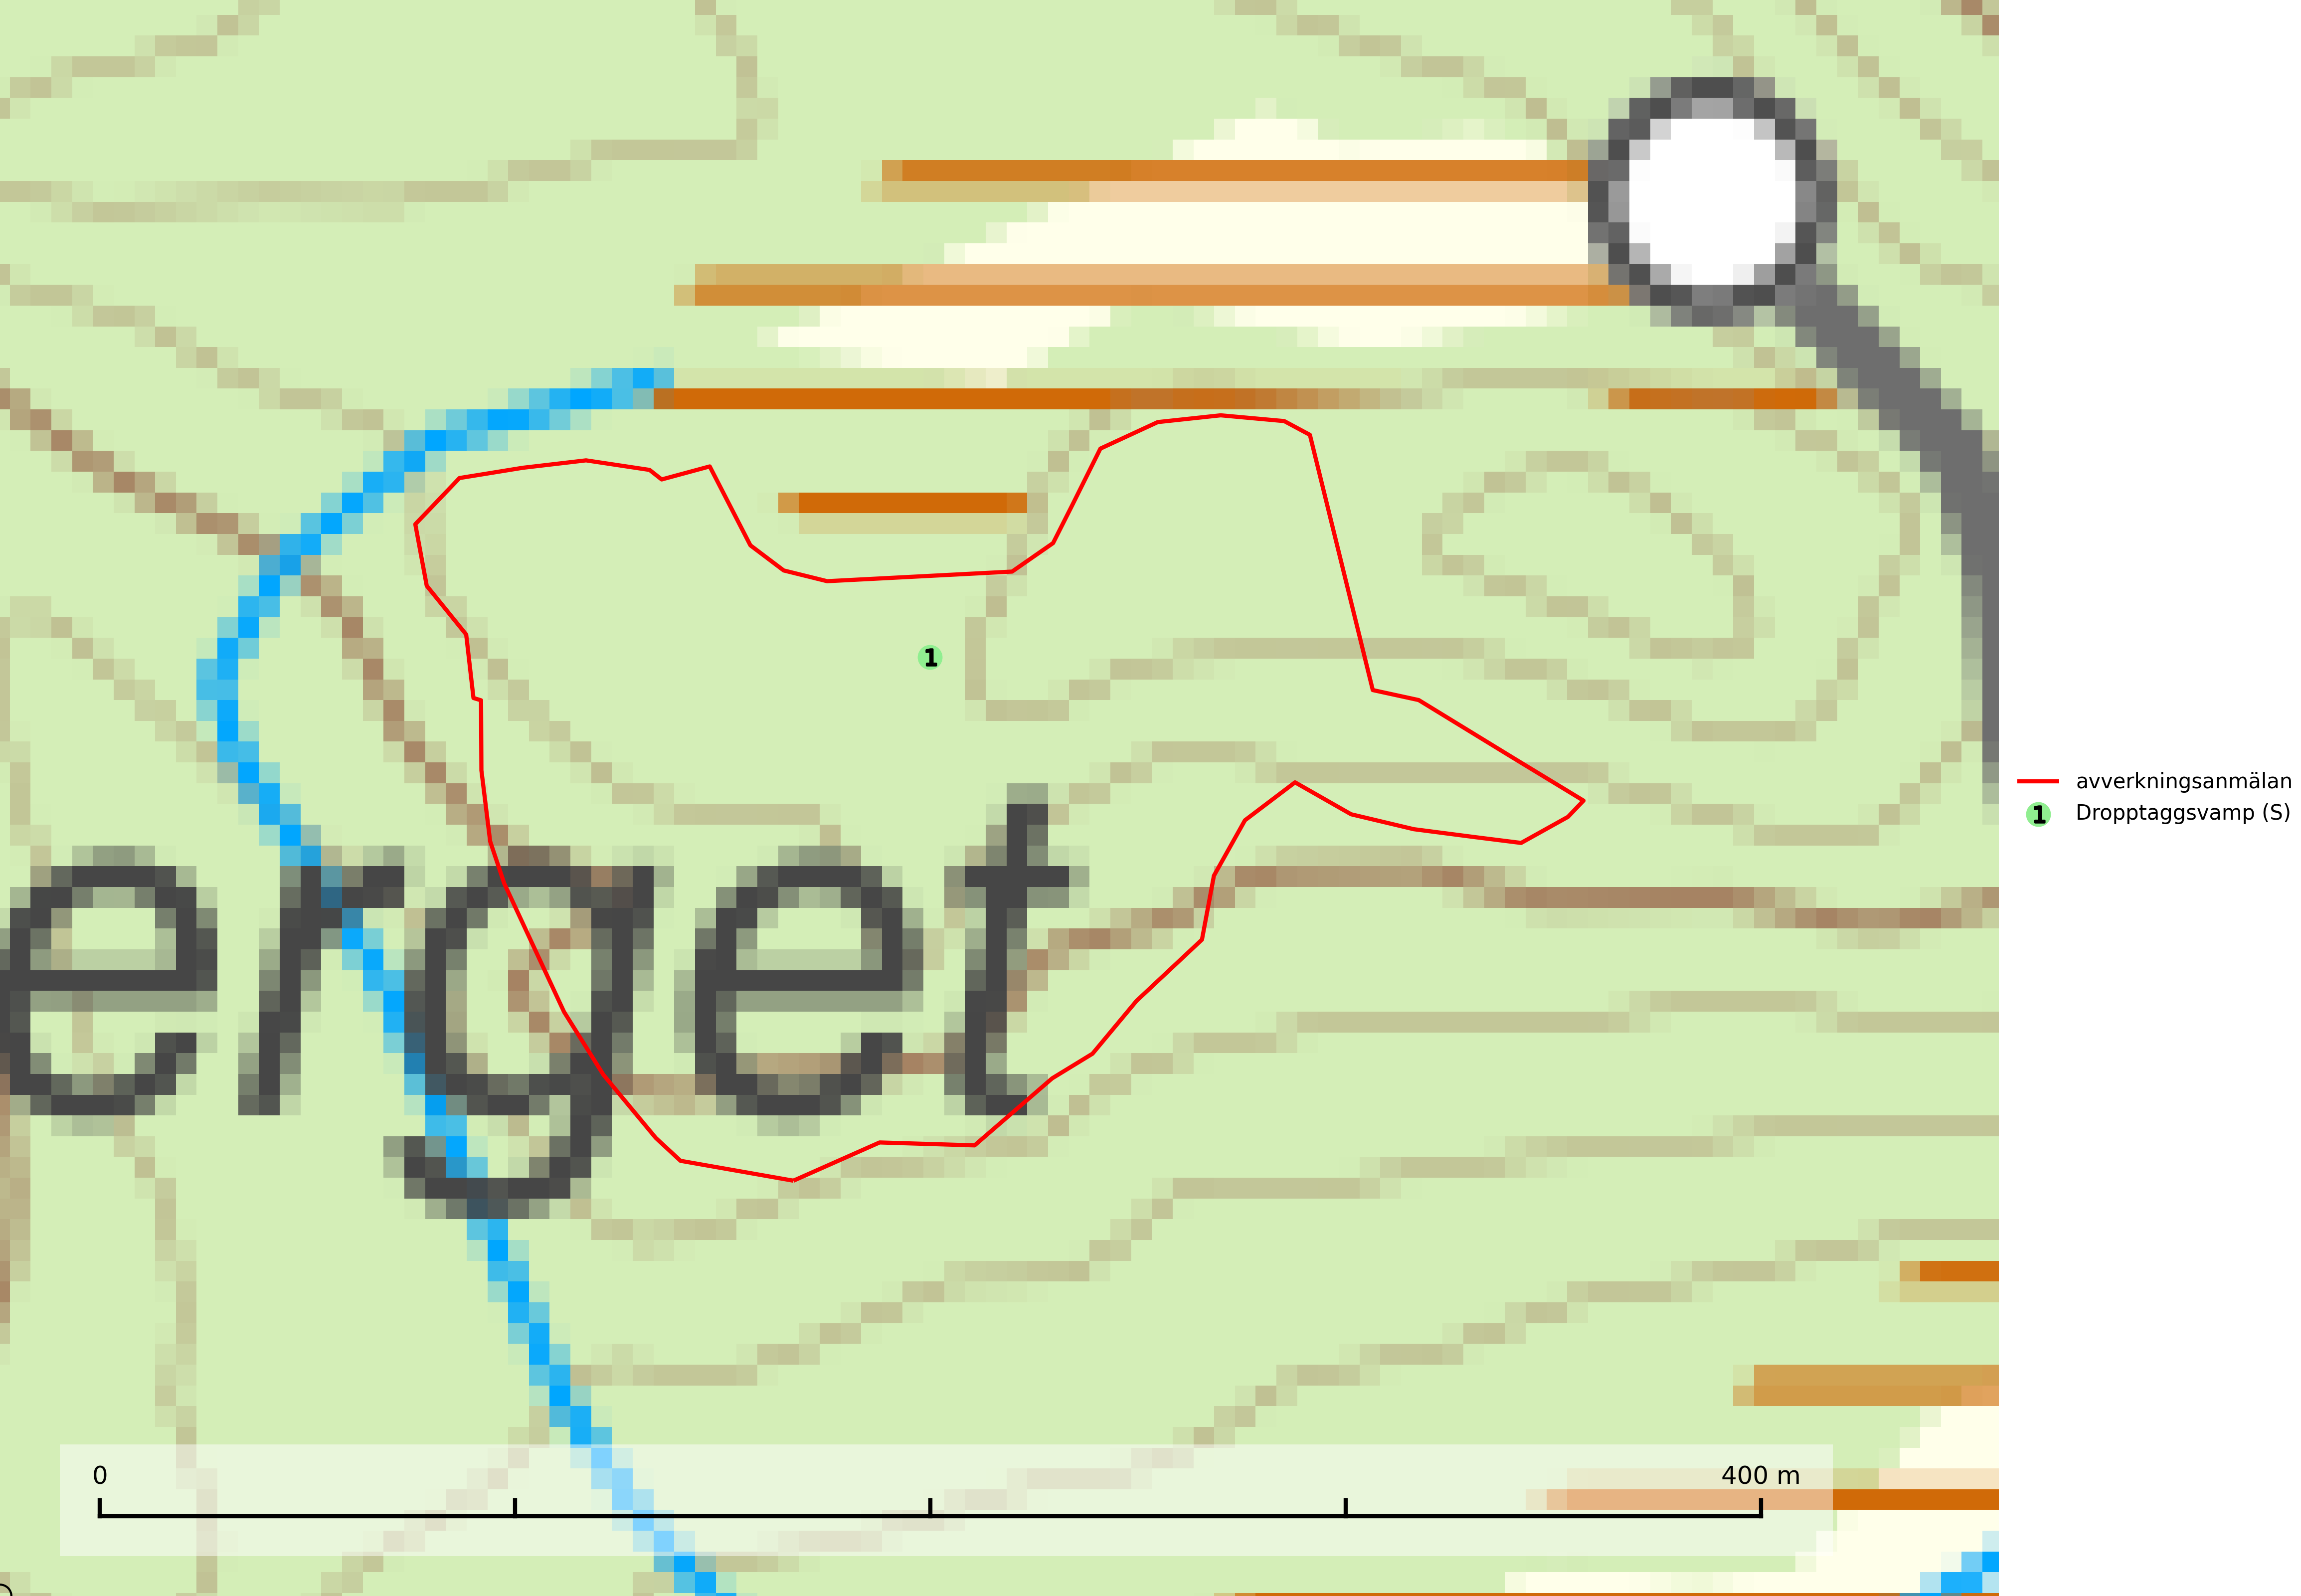 1
erget
avverkningsanmälan
1 Dropptaggsvamp (S)
0 400 m